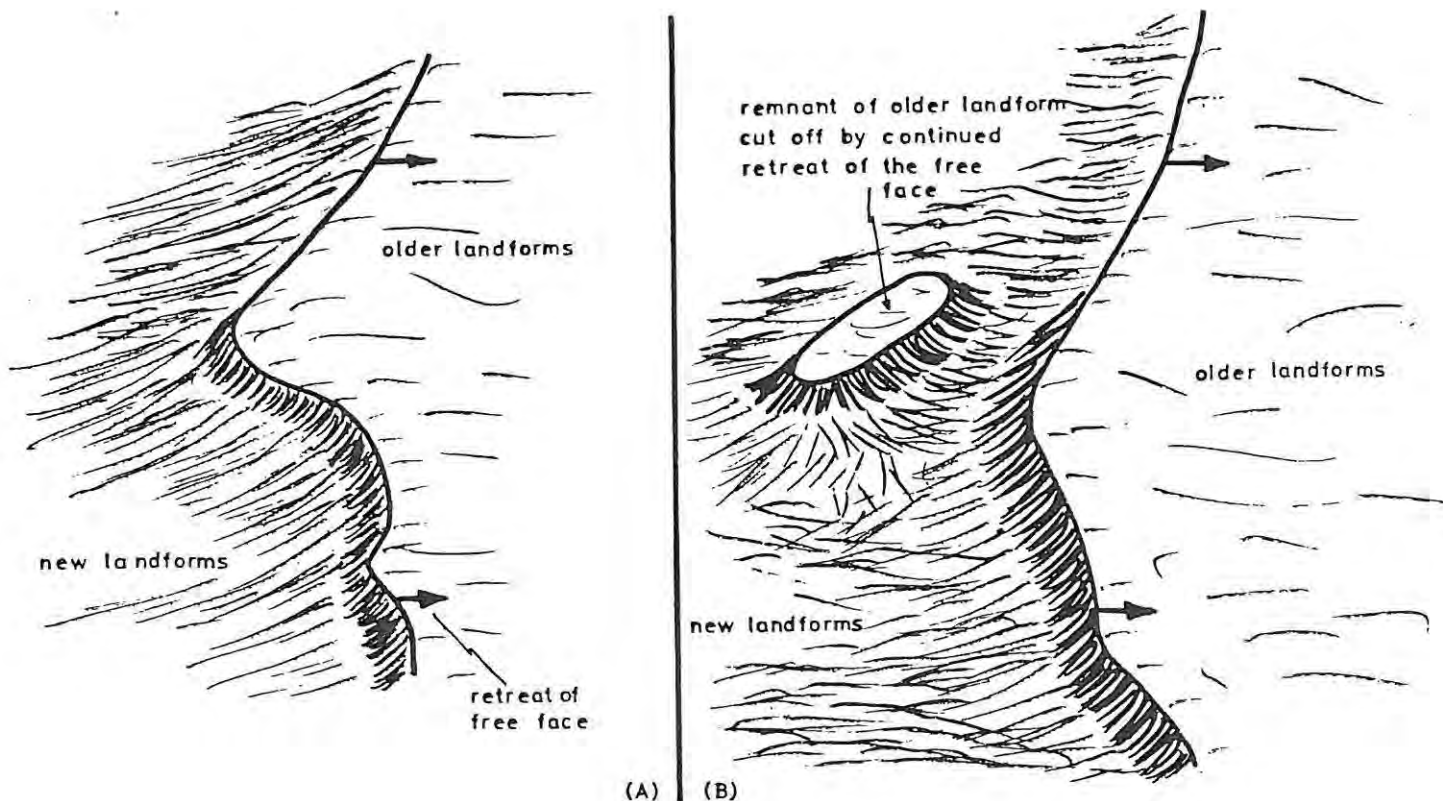 older landforms
new landforms
retreat of
free face
(A)
remnant of older landform
cut off by continued
retreat of the free
face
older landforms
new landforms
(B)